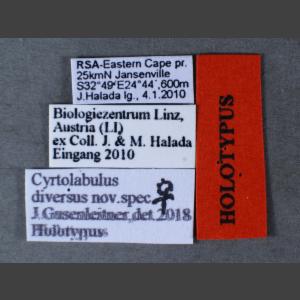 RSA-Eastern Cape pr.
25kmN Jansenville
S32°49'E24°44', 600m
J.Halada lg., 4.1.2010
Biologiezentrum Linz,
Austria (LI)
ex Coll. J. & M. Halada
Eingang 2010
Cyrtolabulus
diversus nov.spec. ♀
J.Gusenleitner,det.2018
Holotypus
HOLOTYPUS